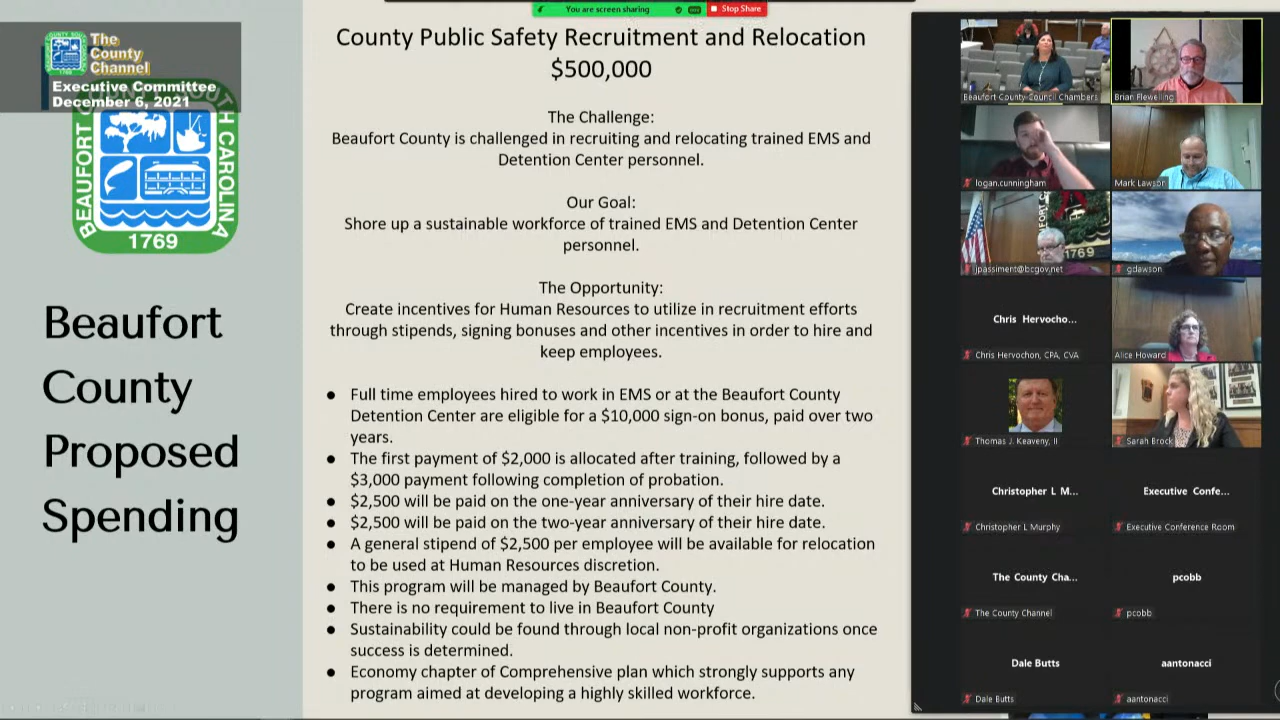 You are screen sharing
Stop Share
The
County
Channel
Executive Committee
December 6, 2021
1769
Beaufort
County
Proposed
Spending
County Public Safety Recruitment and Relocation
$500,000
The Challenge:
Beaufort County is challenged in recruiting and relocating trained EMS and
Detention Center personnel.
Our Goal:
Shore up a sustainable workforce of trained EMS and Detention Center
personnel.
The Opportunity:
Create incentives for Human Resources to utilize in recruitment efforts
through stipends, signing bonuses and other incentives in order to hire and
keep employees.
● Full time employees hired to work in EMS or at the Beaufort County
Detention Center are eligible for a $10,000 sign-on bonus, paid over two
years.
● The first payment of $2,000 is allocated after training, followed by a
$3,000 payment following completion of probation.
● $2,500 will be paid on the one-year anniversary of their hire date.
● $2,500 will be paid on the two-year anniversary of their hire date.
● A general stipend of $2,500 per employee will be available for relocation
to be used at Human Resources discretion.
● This program will be managed by Beaufort County.
● There is no requirement to live in Beaufort County
● Sustainability could be found through local non-profit organizations once
success is determined.
● Economy chapter of Comprehensive plan which strongly supports any
program aimed at developing a highly skilled workforce.
Beaufort County Council Chambers
Brian Flewelling
logan.cunningham
Mark Lawson
1769
jpassiment@bcgov.net
gdawson
Chris Hervocho...
Chris Hervochon, CPA, CVA
Alice Howard
Thomas J. Keaveny, II
Sarah Brock
Christopher L M...
Christopher L Murphy
Executive Confe...
Executive Conference Room
The County Cha...
The County Channel
pcobb
pcobb
Dale Butts
Dale Butts
aantonacci
aantonacci